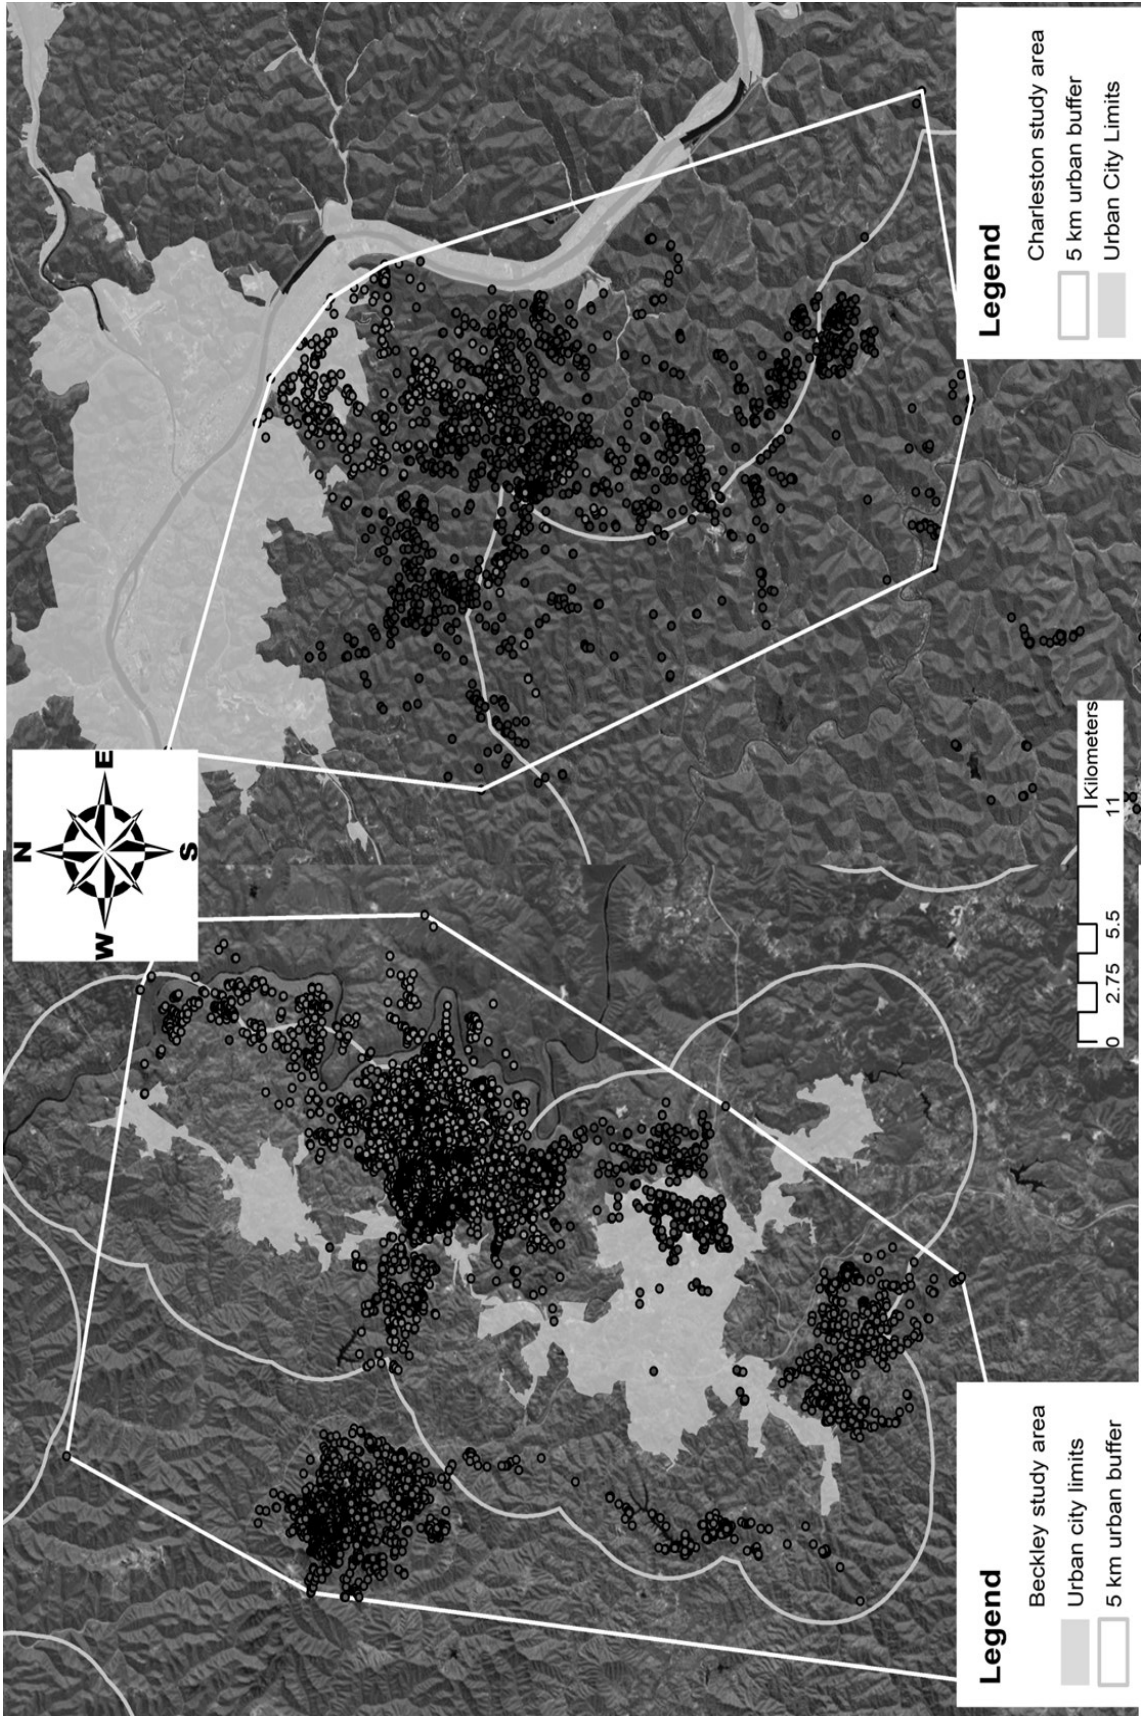 N
W
E
S
Legend
Beckley study area
Urban city limits
5 km urban buffer
0 2.75 5.5 11
Kilometers
Legend
Charleston study area
5 km urban buffer
Urban City Limits